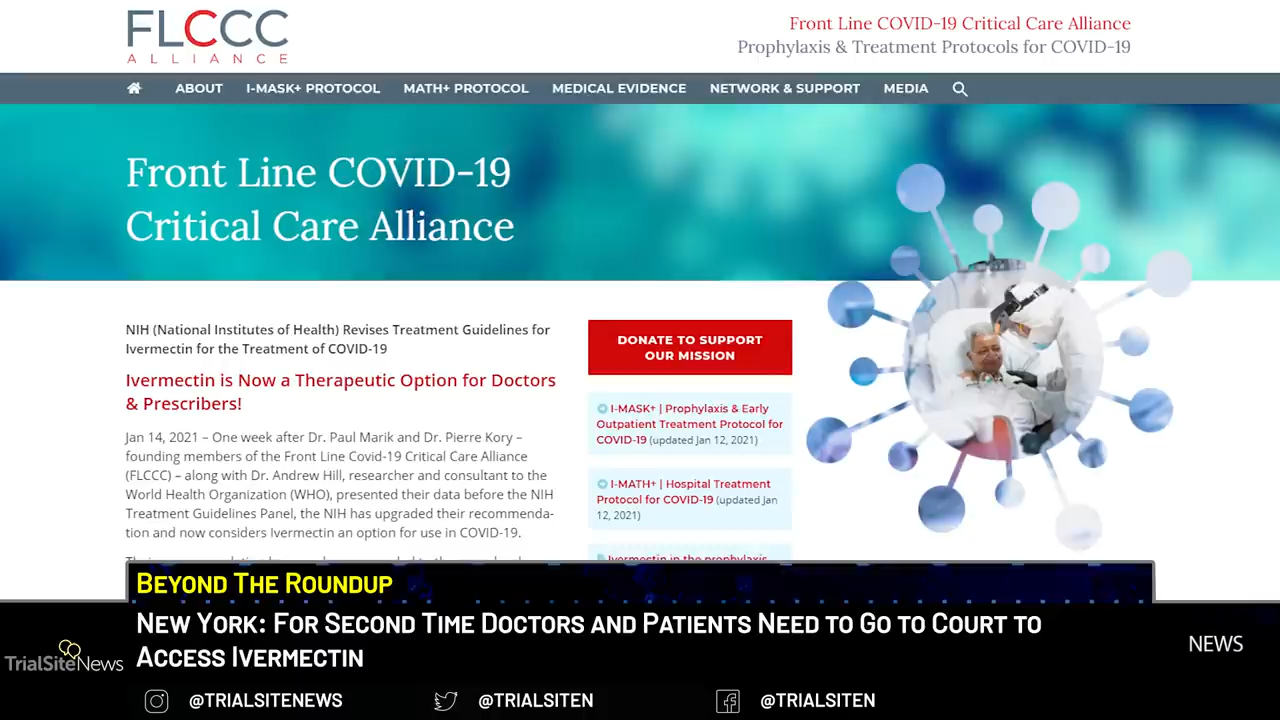 FLCCC
ALLIANCE
Front Line COVID-19 Critical Care Alliance
Prophylaxis & Treatment Protocols for COVID-19
ABOUT I-MASK+ PROTOCOL MATH+ PROTOCOL MEDICAL EVIDENCE NETWORK & SUPPORT MEDIA
Front Line COVID-19
Critical Care Alliance
NIH (National Institutes of Health) Revises Treatment Guidelines for
Ivermectin for the Treatment of COVID-19
Ivermectin is Now a Therapeutic Option for Doctors
& Prescribers!
Jan 14, 2021 – One week after Dr. Paul Marik and Dr. Pierre Kory –
founding members of the Front Line Covid-19 Critical Care Alliance
(FLCCC) – along with Dr. Andrew Hill, researcher and consultant to the
World Health Organization (WHO), presented their data before the NIH
Treatment Guidelines Panel, the NIH has upgraded their recommenda-
tion and now considers Ivermectin an option for use in COVID-19.
DONATE TO SUPPORT
OUR MISSION
I-MASK+ | Prophylaxis & Early
Outpatient Treatment Protocol for
COVID-19 (updated Jan 12, 2021)
I-MATH+ | Hospital Treatment
Protocol for COVID-19 (updated Jan
12, 2021)
Ivermectin in the prophylaxis
BEYOND THE ROUNDUP
NEW YORK: FOR SECOND TIME DOCTORS AND PATIENTS NEED TO GO TO COURT TO
ACCESS IVERMECTIN
NEWS
TrialSiteNews
@TRIALSITENEWS @TRIALSITEN @TRIALSITEN